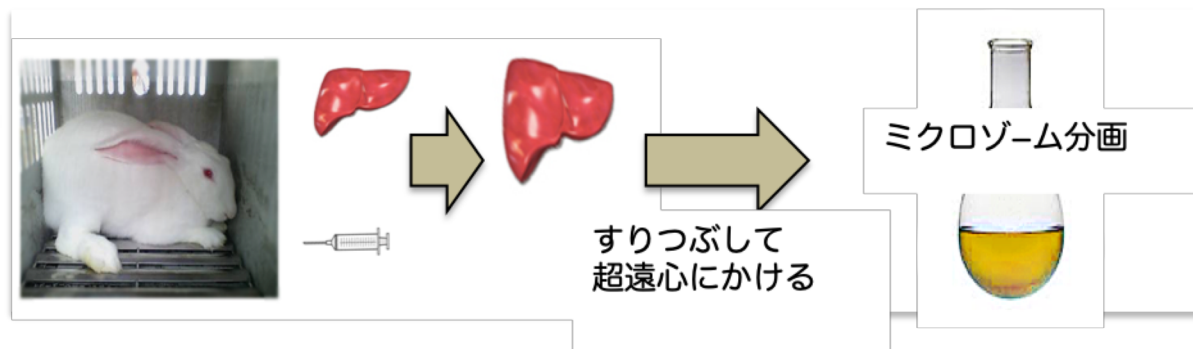 すりつぶして
超遠心にかける
ミクロゾーム分画